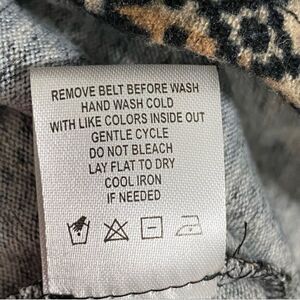 REMOVE BELT BEFORE WASH
HAND WASH COLD
WITH LIKE COLORS INSIDE OUT
GENTLE CYCLE
DO NOT BLEACH
LAY FLAT TO DRY
COOL IRON
IF NEEDED